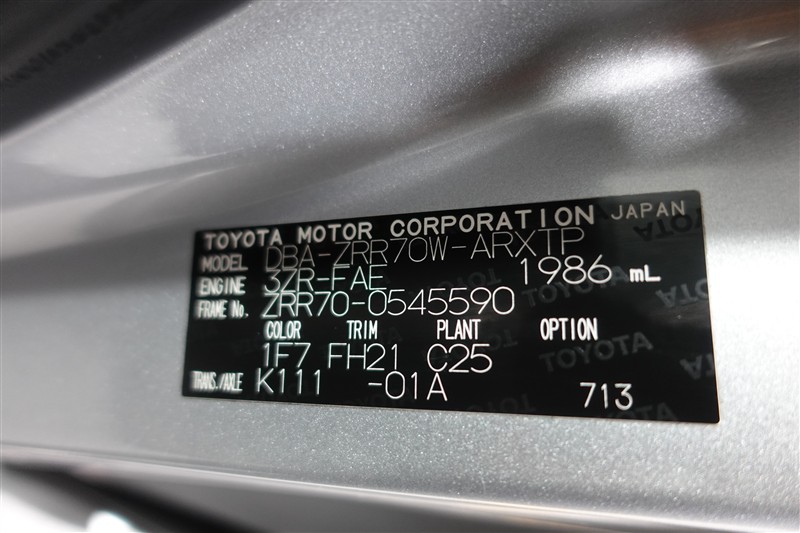 TOYOTA MOTOR CORPORATION JAPAN
MODEL DBA-ZRR70W-ARXTP
ENGINE 3ZR-FAE 1986 mL
FRAME No. ZRR70-0545590
COLOR TRIM PLANT OPTION
1F7 FH21 C25
TRANS./AXLE K111 -01A 713
TOYOTA